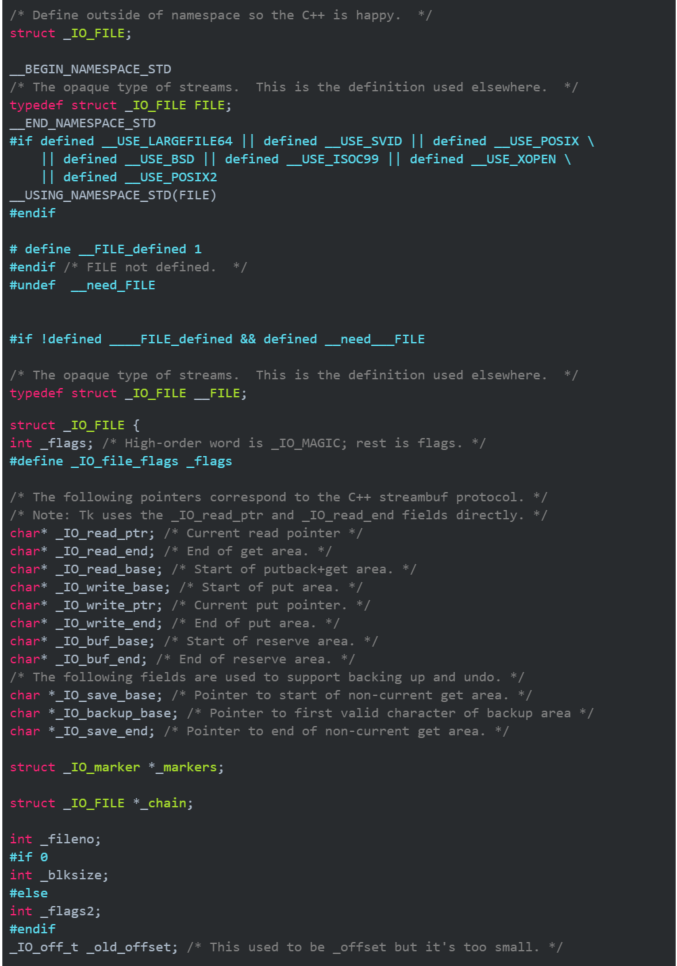 /* Define outside of namespace so the C++ is happy.  */
struct _IO_FILE;
__BEGIN_NAMESPACE_STD
/* The opaque type of streams.  This is the definition used elsewhere.  */
typedef struct _IO_FILE FILE;
__END_NAMESPACE_STD
#if defined __USE_LARGEFILE64 || defined __USE_SVID || defined __USE_POSIX \
    || defined __USE_BSD || defined __USE_ISOC99 || defined __USE_XOPEN \
    || defined __USE_POSIX2
__USING_NAMESPACE_STD(FILE)
#endif
# define __FILE_defined 1
#endif /* FILE not defined.  */
#undef  __need_FILE
#if !defined ____FILE_defined && defined __need___FILE
/* The opaque type of streams.  This is the definition used elsewhere.  */
typedef struct _IO_FILE __FILE;
struct _IO_FILE {
int _flags; /* High-order word is _IO_MAGIC; rest is flags. */
#define _IO_file_flags _flags
/* The following pointers correspond to the C++ streambuf protocol. */
/* Note: Tk uses the _IO_read_ptr and _IO_read_end fields directly. */
char* _IO_read_ptr; /* Current read pointer */
char* _IO_read_end; /* End of get area. */
char* _IO_read_base; /* Start of putback+get area. */
char* _IO_write_base; /* Start of put area. */
char* _IO_write_ptr; /* Current put pointer. */
char* _IO_write_end; /* End of put area. */
char* _IO_buf_base; /* Start of reserve area. */
char* _IO_buf_end; /* End of reserve area. */
/* The following fields are used to support backing up and undo. */
char *_IO_save_base; /* Pointer to start of non-current get area. */
char *_IO_backup_base; /* Pointer to first valid character of backup area */
char *_IO_save_end; /* Pointer to end of non-current get area. */
struct _IO_marker *_markers;
struct _IO_FILE *_chain;
int _fileno;
#if 0
int _blksize;
#else
int _flags2;
#endif
_IO_off_t _old_offset; /* This used to be _offset but it's too small. */